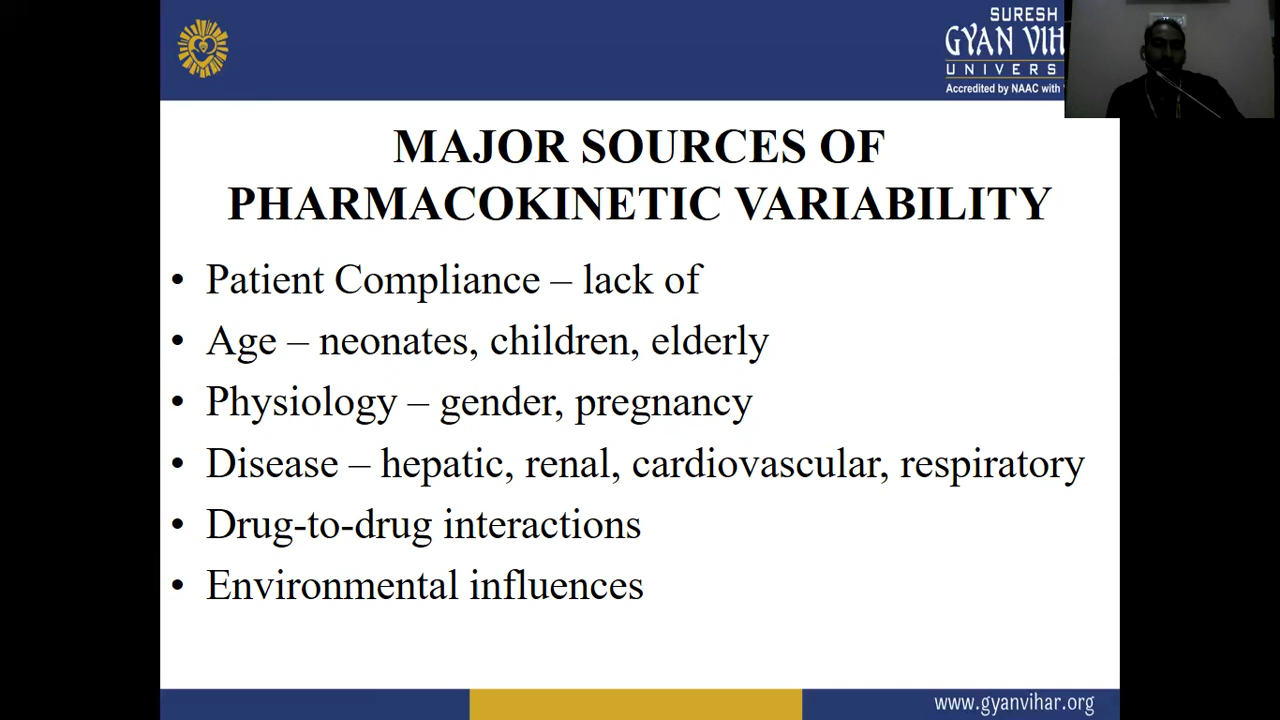 SURESH
GYAN VIH
UNIVERS
Accredited by NAAC with
MAJOR SOURCES OF
PHARMACOKINETIC VARIABILITY
• Patient Compliance – lack of
• Age – neonates, children, elderly
• Physiology – gender, pregnancy
• Disease – hepatic, renal, cardiovascular, respiratory
• Drug-to-drug interactions
• Environmental influences
www.gyanvihar.org